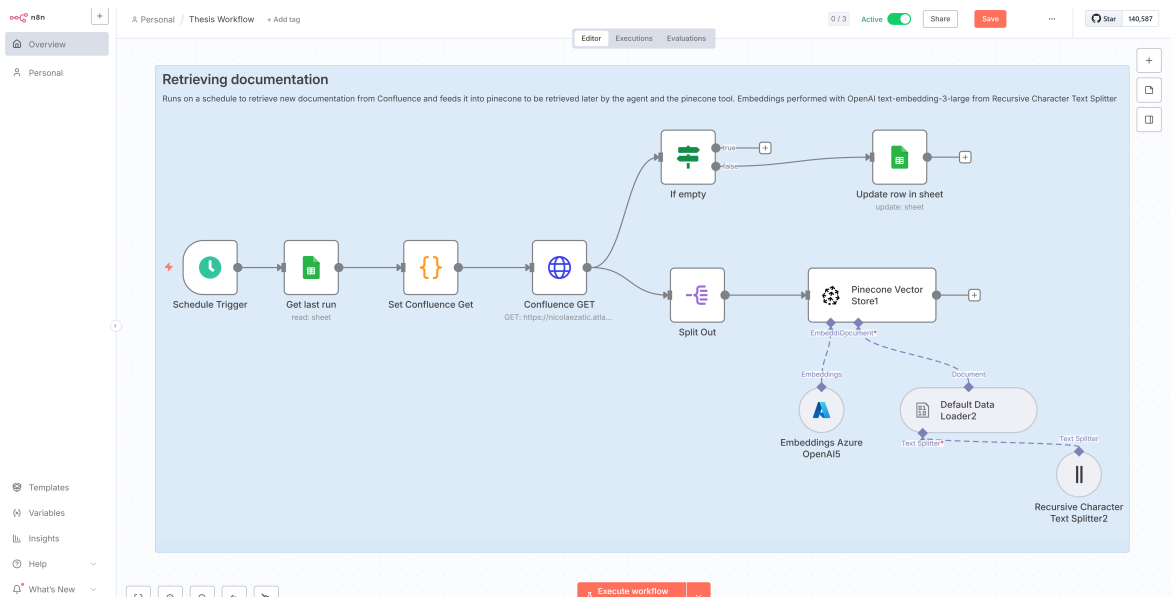 n8n
+
Personal / Thesis Workflow + Add tag
0 / 3
Active
Share
Save
...
Star 140,587
Overview
Personal
Editor
Executions
Evaluations
Retrieving documentation
Runs on a schedule to retrieve new documentation from Confluence and feeds it into pinecone to be retrieved later by the agent and the pinecone tool. Embeddings performed with OpenAI text-embedding-3-large from Recursive Character Text Splitter
true
false
If empty
Update row in sheet
update: sheet
Schedule Trigger
Get last run
read: sheet
Set Confluence Get
Confluence GET
GET: https://nicolaezatic.atla...
Split Out
Pinecone Vector
Store1
Document*
Embeddings
Document
Embeddings Azure
OpenAI5
Default Data
Loader2
Text Splitter*
Text Splitter
Recursive Character
Text Splitter2
Templates
Variables
Insights
Help
What's New
Execute workflow